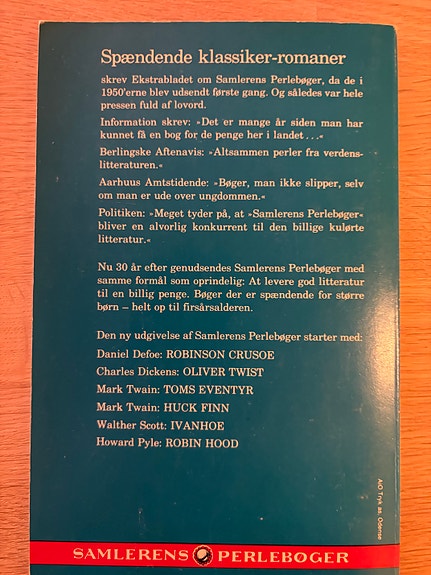 Spændende klassiker-romaner
skrev Ekstrabladet om Samlerens Perlebøger, da de i
1950'erne blev udsendt første gang. Og således var hele
pressen fuld af lovord.
Information skrev: »Det er mange år siden man har
kunnet få en bog for de penge her i landet...«
Berlingske Aftenavis: »Altsammen perler fra verdens-
litteraturen.«
Aarhuus Amtstidende: »Bøger, man ikke slipper, selv
om man er ude over ungdommen.«
Politiken: »Meget tyder på, at »Samlerens Perlebøger«
bliver en alvorlig konkurrent til den billige kulørte
litteratur.«
Nu 30 år efter genudsendes Samlerens Perlebøger med
samme formål som oprindelig: At levere god litteratur
til en billig penge. Bøger der er spændende for større
børn – helt op til firsårsalderen.
Den ny udgivelse af Samlerens Perlebøger starter med:
Daniel Defoe: ROBINSON CRUSOE
Charles Dickens: OLIVER TWIST
Mark Twain: TOMS EVENTYR
Mark Twain: HUCK FINN
Walther Scott: IVANHOE
Howard Pyle: ROBIN HOOD
AiO Tryk as, Odense
SAMLERENS PERLEBØGER